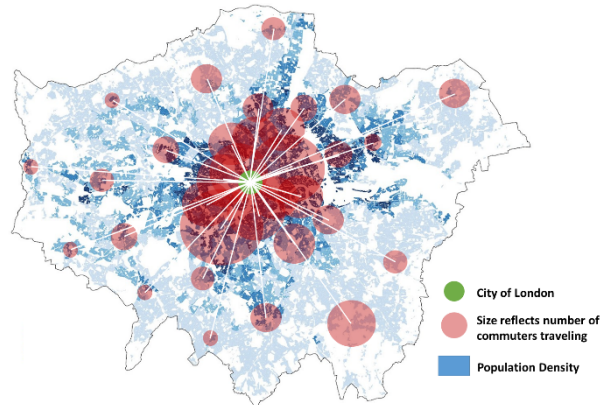 City of London
Size reflects number of
commuters traveling
Population Density